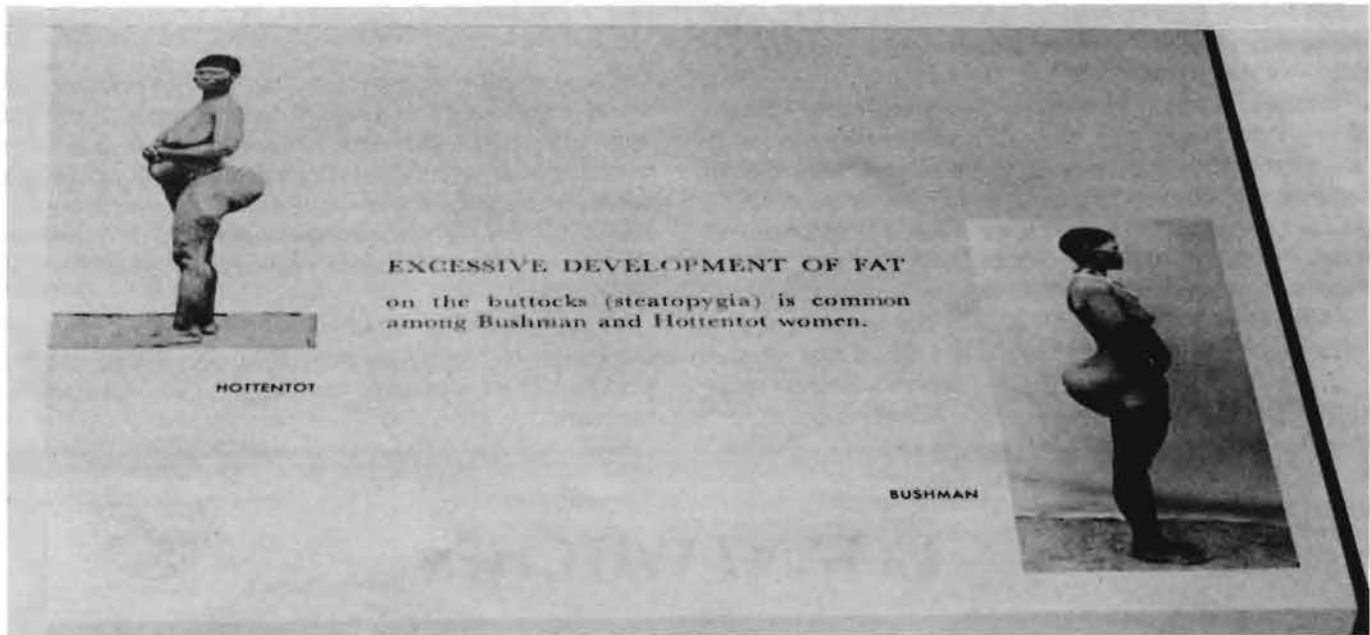 EXCESSIVE DEVELOPMENT OF FAT
on the buttocks (steatopygia) is common
among Bushman and Hottentot women.
HOTTENTOT
BUSHMAN